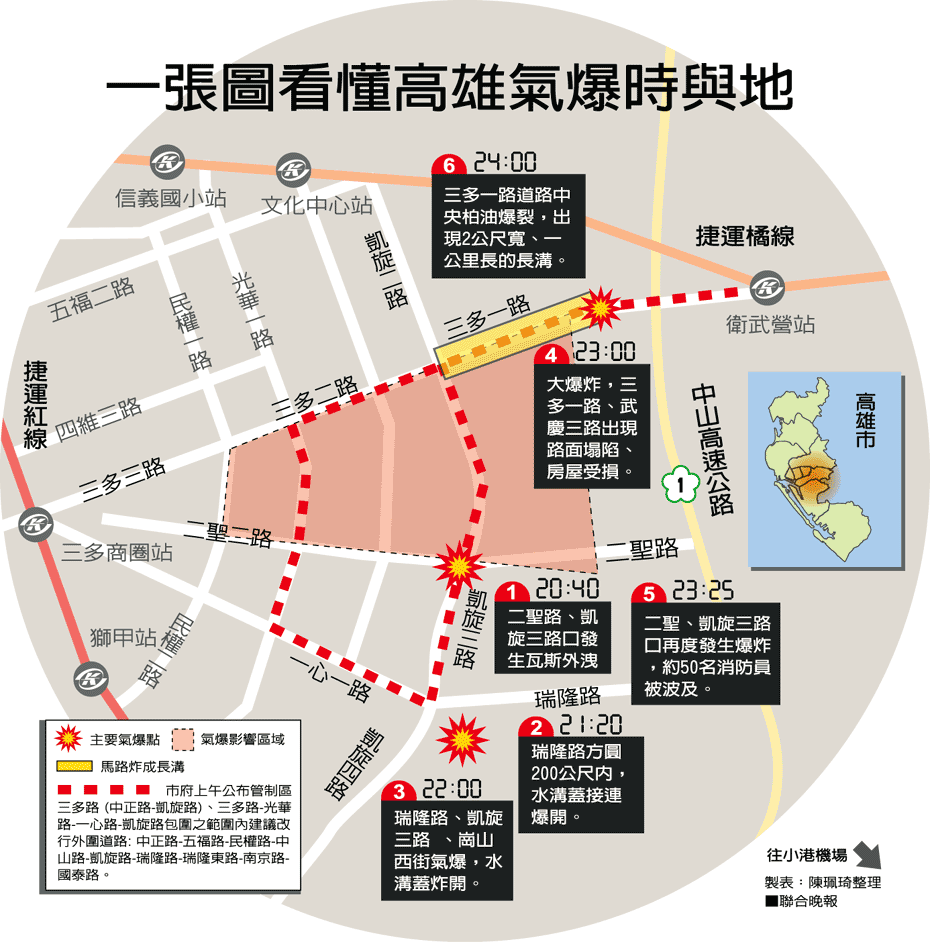 一張圖看懂高雄氣爆時與地
6 24:00
三多一路道路中
央柏油爆裂，出
現2公尺寬、一
公里長的長溝。
信義國小站
文化中心站
凱旋二路
捷運橘線
衛武營站
五福二路
民權一路
光華一路
三多一路
4 23:00
大爆炸，三
多一路、武
慶三路出現
路面塌陷、
房屋受損。
捷運紅線
四維三路
三多二路
三多三路
中山高速公路
1
高雄市
三多商圈站
二聖二路
二聖路
1 20:40
二聖路、凱
旋三路口發
生瓦斯外洩
5 23:25
二聖、凱旋三路
口再度發生爆炸
，約50名消防員
被波及。
獅甲站
民權二路
一心一路
凱旋三路
瑞隆路
凱旋四路
2 21:20
瑞隆路方圓
200公尺內，
水溝蓋接連
爆開。
3 22:00
瑞隆路、凱旋
三路 、崗山
西街氣爆，水
溝蓋炸開。
主要氣爆點 氣爆影響區域
馬路炸成長溝
市府上午公布管制區
三多路 (中正路-凱旋路) 、三多路-光華
路-一心路-凱旋路包圍之範圍內建議改
行外圍道路: 中正路-五福路-民權路-中
山路-凱旋路-瑞隆路-瑞隆東路-南京路-
國泰路。
往小港機場
製表：陳珮琦整理
■聯合晚報